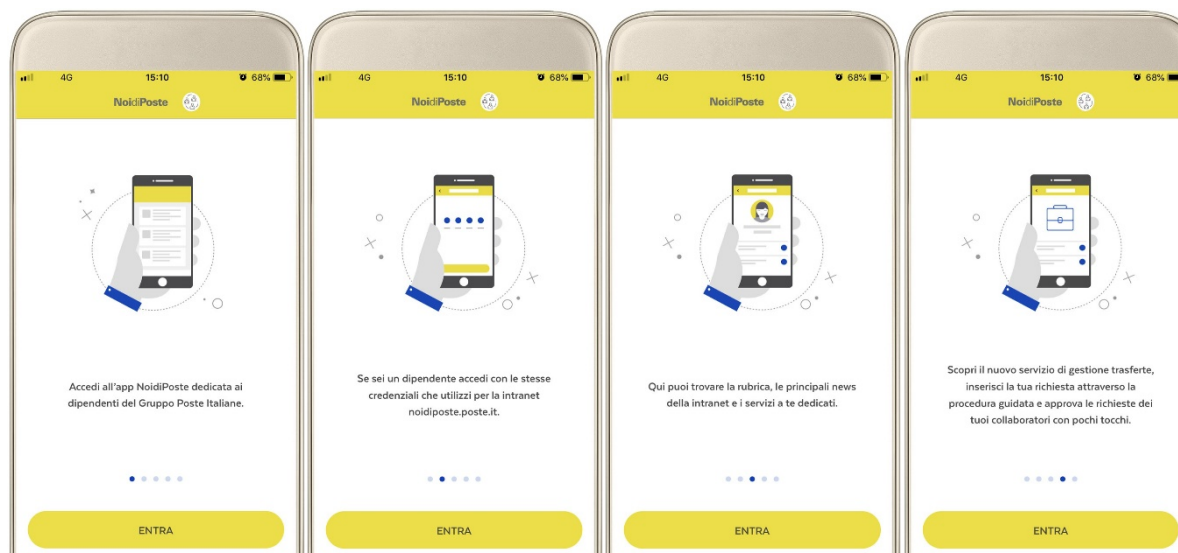 4G 15:10 68%
NoidiPoste
Accedi all'app NoidiPoste dedicata ai
dipendenti del Gruppo Poste Italiane.
ENTRA
4G 15:10 68%
NoidiPoste
Se sei un dipendente accedi con le stesse
credenziali che utilizzi per la intranet
noidiposte.poste.it.
ENTRA
4G 15:10 68%
NoidiPoste
Qui puoi trovare la rubrica, le principali news
della intranet e i servizi a te dedicati.
ENTRA
4G 15:10 68%
NoidiPoste
Scopri il nuovo servizio di gestione trasferte,
inserisci la tua richiesta attraverso la
procedura guidata e approva le richieste dei
tuoi collaboratori con pochi tocchi.
ENTRA